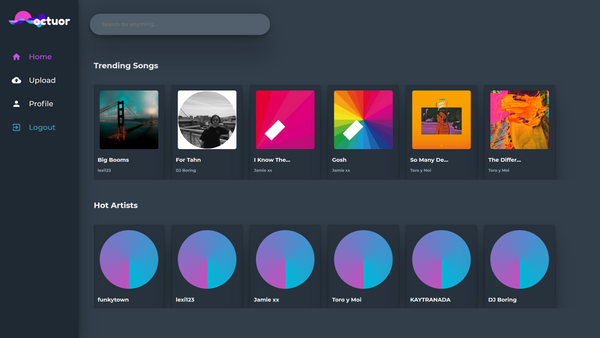 octuor
Search for anything...
Home
Upload
Profile
Logout
Trending Songs
Big Booms
lexi123
For Tahn
DJ Boring
I Know The...
Jamie xx
Gosh
Jamie xx
So Many De...
Toro y Moi
The Differ...
Toro y Moi
Hot Artists
funkytown
lexi123
Jamie xx
Toro y Moi
KAYTRANADA
DJ Boring